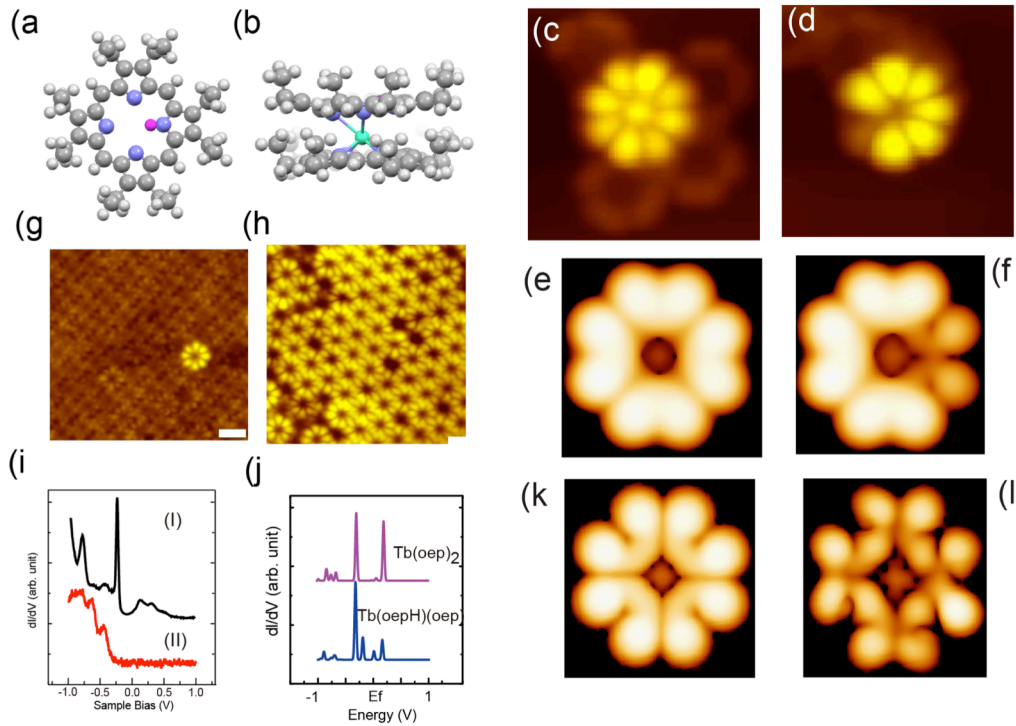 (a
(b)
(c
(d
(e
(f
(g
(h
(i
(j
(k
(l
(I)
(II)
dI/dV (arb. unit)
-1.0 -0.5 0.0 0.5 1.0
Sample Bias (V)
Tb(oep)2
Tb(oepH)(oep)
dI/dV (arb. unit)
-1 Ef 1
Energy (V)